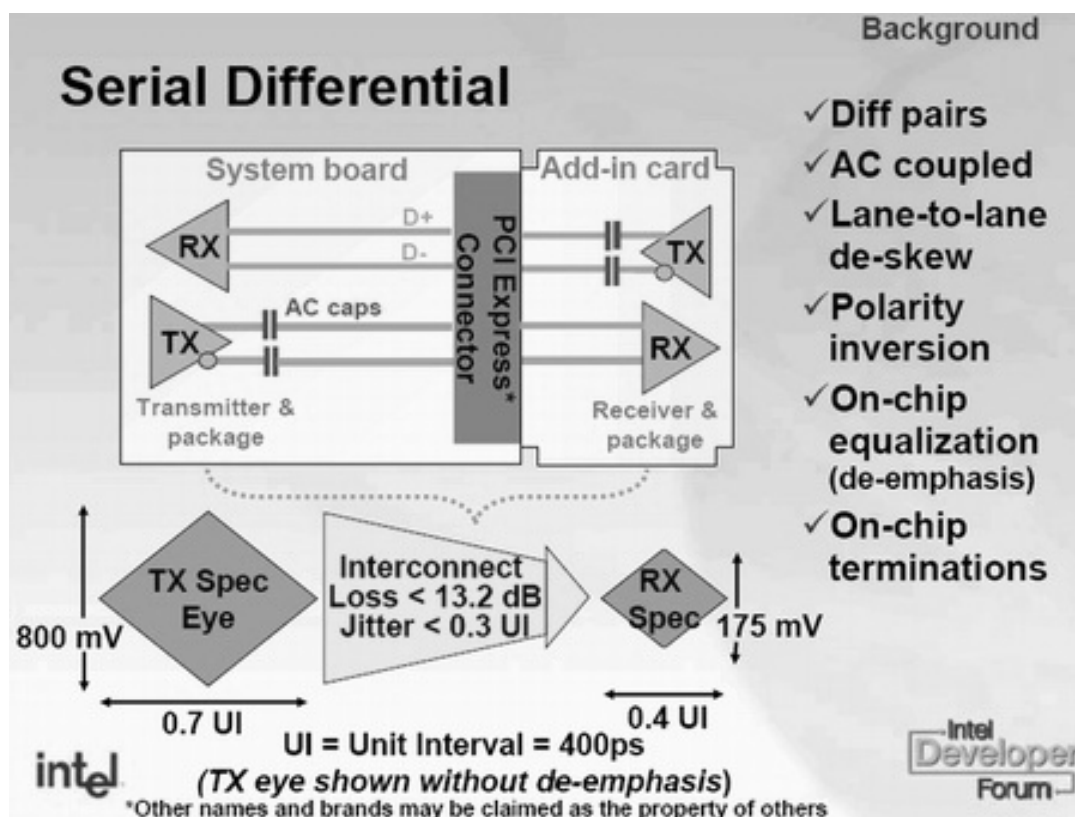 Background
Serial Differential
System board
Add-in card
RX
D+
D-
TX
PCI Express*
Connector
AC caps
TX
RX
Transmitter &
package
Receiver &
package
✓Diff pairs
✓AC coupled
✓Lane-to-lane
de-skew
✓Polarity
inversion
✓On-chip
equalization
(de-emphasis)
✓On-chip
terminations
TX Spec
Eye
800 mV
0.7 UI
Interconnect
Loss < 13.2 dB
Jitter < 0.3 UI
RX
Spec
175 mV
0.4 UI
UI = Unit Interval = 400ps
(TX eye shown without de-emphasis)
*Other names and brands may be claimed as the property of others
intel
Intel
Developer
Forum